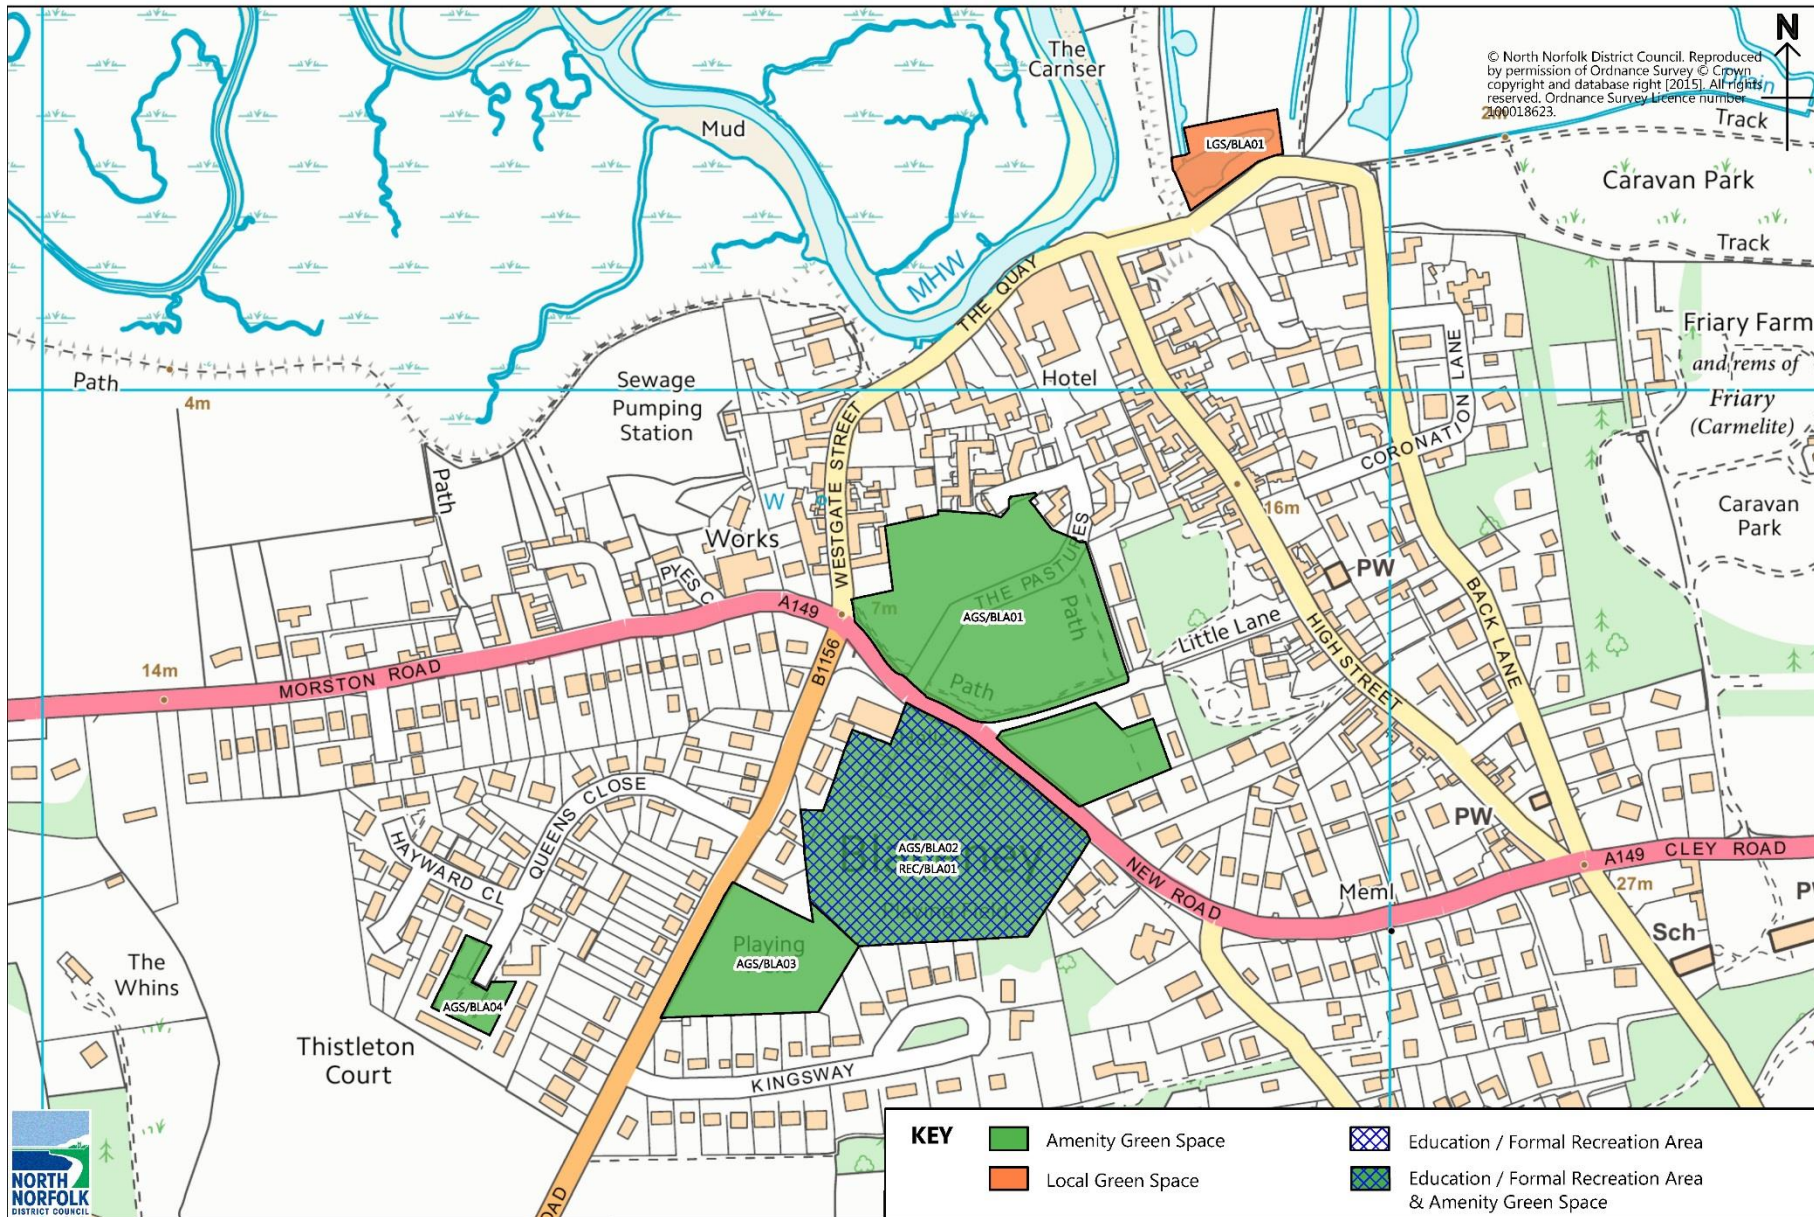 N
© North Norfolk District Council. Reproduced
by permission of Ordnance Survey © Crown
copyright and database right [2015]. All rights
reserved. Ordnance Survey Licence number
100018623.
The
Carnser
Drain
2m
Track
Mud
LGS/BLA01
Caravan Park
Track
MHW
THE QUAY
Friary Farm
and rems of
Friary
(Carmelite)
Path
4m
Sewage
Pumping
Station
Hotel
CORONATION LANE
WESTGATE STREET
Path
W
16m
Caravan
Park
Works
PYES C
THE PASTURES
PW
A149
7m
AGS/BLA01
Path
BACK LANE
Little Lane
HIGH STREET
14m
MORSTON ROAD
B1156
Path
QUEENS CLOSE
HAYWARD CL
AGS/BLA02
REC/BLA01
Playing Field
PW
NEW ROAD
A149
CLEY ROAD
27m
Meml
Sch
The
Whins
Playing
AGS/BLA03
AGS/BLA04
Thistleton
Court
KINGSWAY
OAD
NORTH
NORFOLK
DISTRICT COUNCIL
KEY
Amenity Green Space
Local Green Space
Education / Formal Recreation Area
Education / Formal Recreation Area
& Amenity Green Space